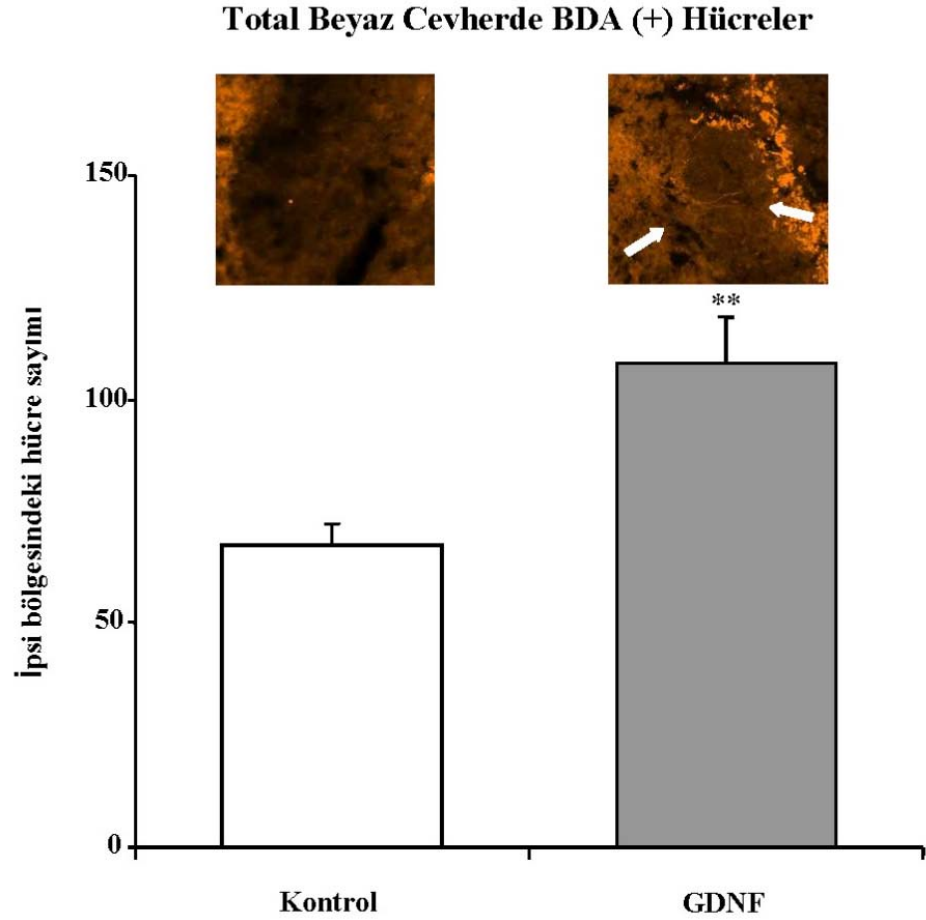 Total Beyaz Cevherde BDA (+) Hücreler
150
**
100
50
0
İpsi bölgesindeki hücre sayımı
Kontrol
GDNF